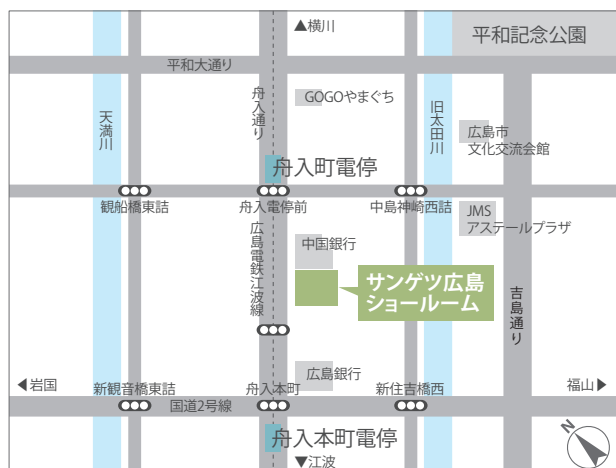 ▲横川
平和記念公園
平和大通り
GOGOやまぐち
舟入通り
天満川
旧太田川
広島市
文化交流会館
舟入町電停
観船橋東詰
舟入電停前
中島神崎西詰
JMS
アステールプラザ
広島電鉄江波線
中国銀行
サンゲツ広島
ショールーム
吉島通り
広島銀行
◀岩国
新観音橋東詰
舟入本町
新住吉橋西
福山▶
国道2号線
舟入本町電停
▼江波
N